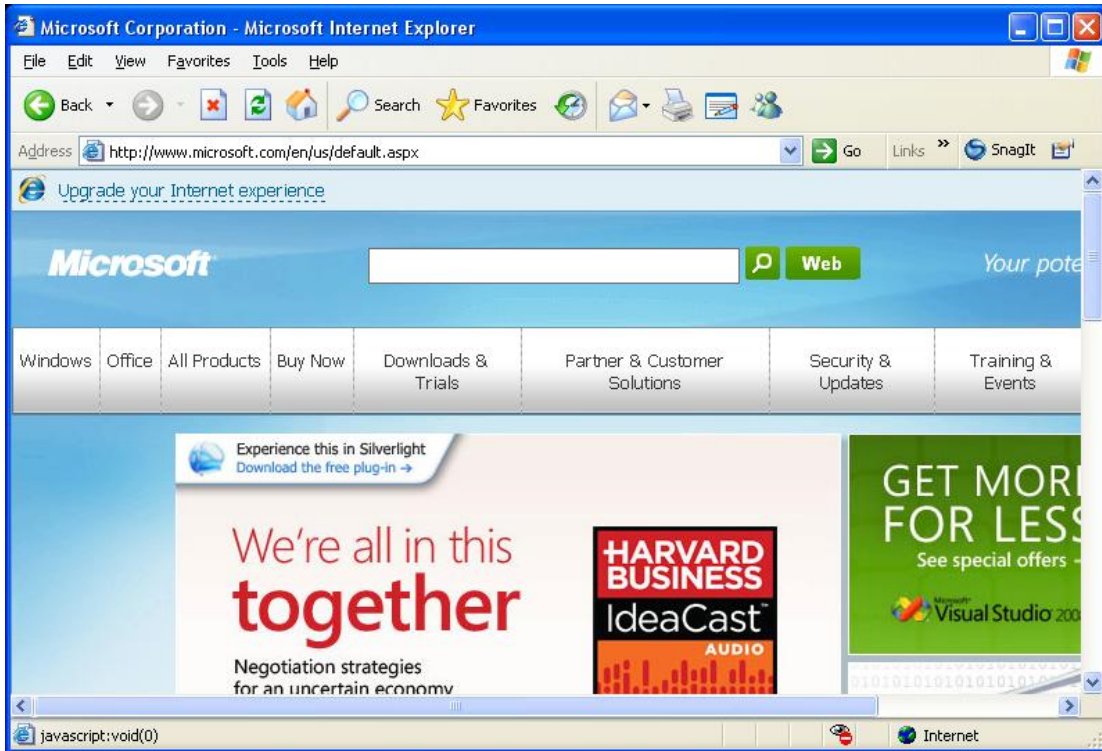 Microsoft Corporation - Microsoft Internet Explorer
File Edit View Favorites Tools Help
Back Search Favorites
Address http://www.microsoft.com/en/us/default.aspx Go Links » SnagIt
Upgrade your Internet experience
Microsoft Web Your pote
Windows Office All Products Buy Now Downloads & Trials Partner & Customer Solutions Security & Updates Training & Events
Experience this in Silverlight
Download the free plug-in →
We're all in this
together
Negotiation strategies
for an uncertain economy
HARVARD
BUSINESS
IdeaCast™
AUDIO
GET MORE
FOR LESS
See special offers -
Microsoft®
Visual Studio 200
javascript:void(0) Internet